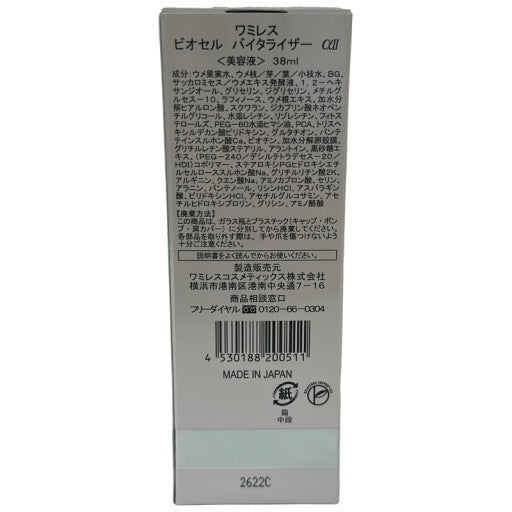 ワミレス
ビオセル バイタライザー αII
＜美容液＞ 38ml
成分:ウメ果実水、ウメ枝／芽／葉／小枝水、BG、
サッカロミセス／ウメエキス発酵液、1, 2-ヘキ
サンジオール、グリセリン、ジグリセリン、メチルグ
ルセス-10、ラフィノース、ウメ根エキス、加水分
解ヒアルロン酸、スクワラン、ジカプリル酸ネオペン
チルグリコール、水添レシチン、リゾレシチン、フィトス
テロールズ、PEG-60水添ヒマシ油、PCA、トリスヘ
キシルデカン酸ピリドキシン、グルタチオン、パンテ
テインスルホン酸Ca、ビオチン、加水分解卵殻膜、
グリチルレチン酸ステアリル、アラントイン、黒砂糖エ
キス、(PEG-240／デシルテトラデセス-20／
HDI)コポリマー、ステアロキシPGヒドロキシエチ
ルセルローススルホン酸Na、グリチルリチン酸2K、
アルギニン、クエン酸Na、アミノカプロン酸、セリン、
アラニン、パンテノール、リシンHCl、アスパラギン
酸、ピリドキシンHCl、アセチルグルコサミン、アセ
チルヒドロキシプロリン、グリシン、アミノ酪酸
【廃棄方法】
この商品は、ガラス瓶とプラスチック(キャップ・ポン
プ・肩カバー)に分別してから廃棄してください。
各部品を取り外す際は、手や爪を傷つけないよう
十分ご注意ください。
説明書をよく読んでからお使いください。
製造販売元
ワミレスコスメティックス株式会社
横浜市港南区港南中央通7-16
商品相談窓口
フリーダイヤル 0120-66-0304
4 530188 200511
MADE IN JAPAN
紙
箱
中段
2622C